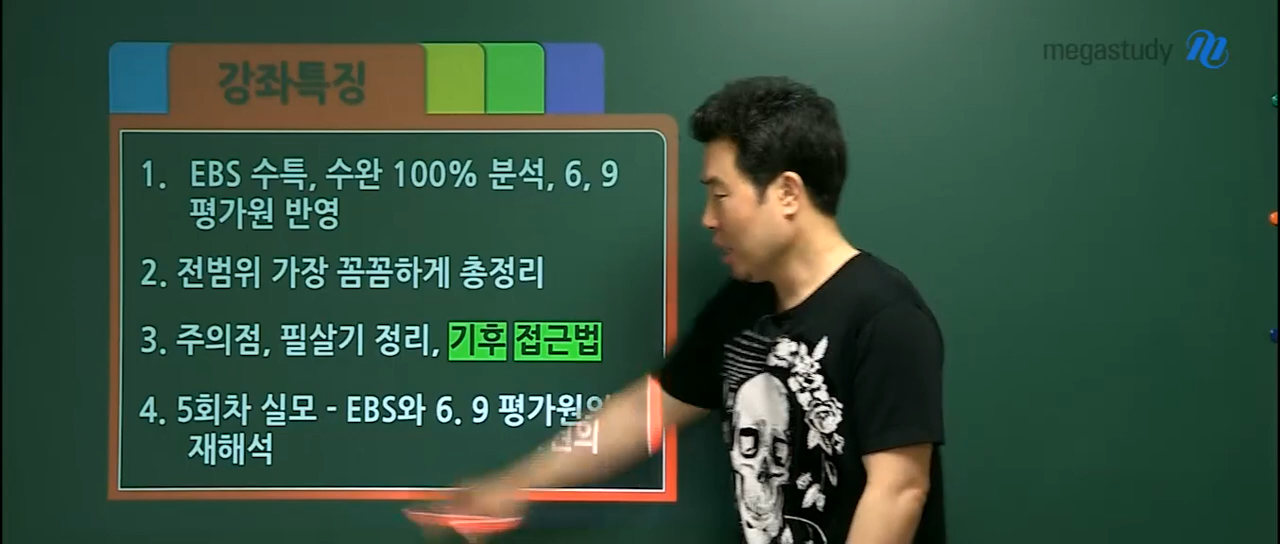 megastudy
강좌특징
1. EBS 수특, 수완 100% 분석, 6, 9
평가원 반영
2. 전범위 가장 꼼꼼하게 총정리
3. 주의점, 필살기 정리, 기후 접근법
4. 5회차 실모 - EBS와 6. 9 평가원의
재해석